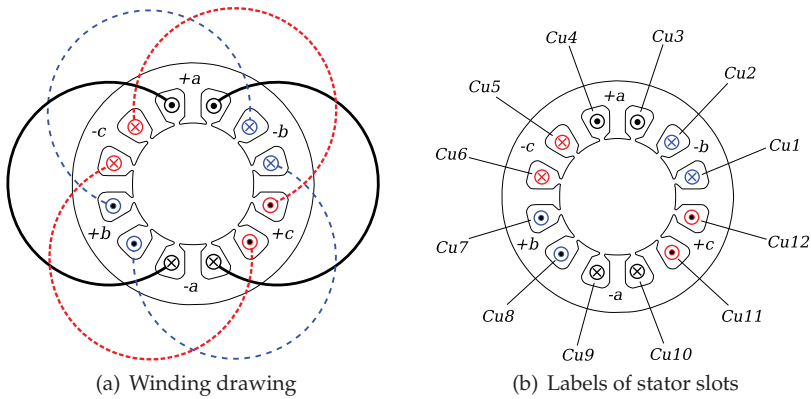 +a
-c
-b
+b
+c
-a
(a) Winding drawing
Cu4
Cu3
Cu5
Cu2
+a
-c
-b
Cu6
Cu1
Cu7
Cu12
+b
+c
Cu8
-a
Cu11
Cu9
Cu10
(b) Labels of stator slots